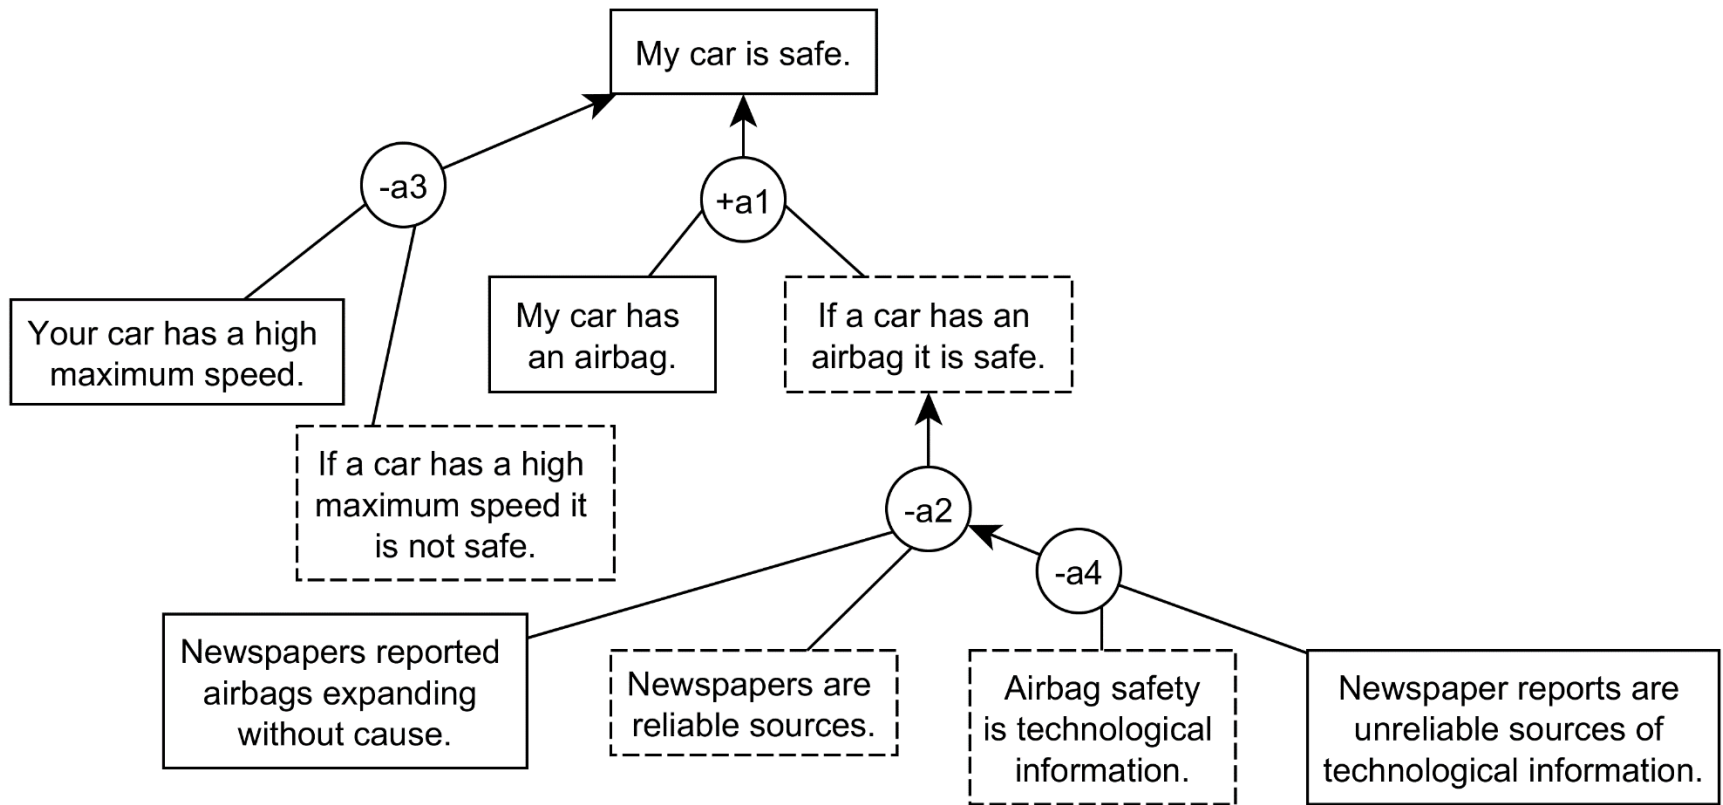 My car is safe.
-a3
+a1
Your car has a high
maximum speed.
My car has
an airbag.
If a car has an
airbag it is safe.
If a car has a high
maximum speed it
is not safe.
-a2
-a4
Newspapers reported
airbags expanding
without cause.
Newspapers are
reliable sources.
Airbag safety
is technological
information.
Newspaper reports are
unreliable sources of
technological information.